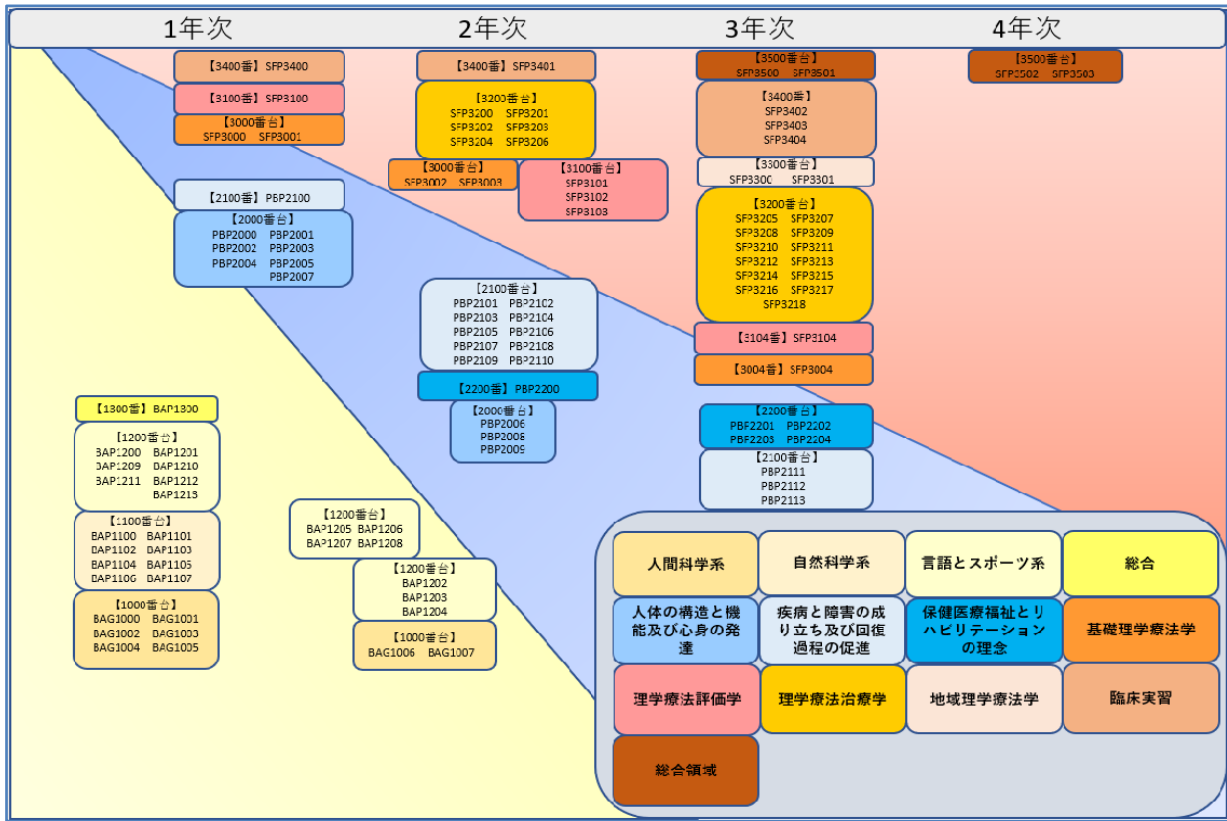 1年次
2年次
3年次
4年次
【3400番】SFP3400
【3100番】SFP3100
【3000番台】
SFP3000 SFP3001
【2100番】PBP2100
【2000番台】
PBP2000 PBP2001
PBP2002 PBP2003
PBP2004 PBP2005
PBP2007
【1300番】BAP1300
【1200番台】
BAP1200 BAP1201
BAP1209 BAP1210
BAP1211 BAP1212
BAP1213
【1100番台】
BAP1100 BAP1101
BAP1102 BAP1103
BAP1104 BAP1105
BAP1106 BAP1107
【1000番台】
BAG1000 BAG1001
BAG1002 BAG1003
BAG1004 BAG1005
【3400番】SFP3401
【3200番台】
SFP3200 SFP3201
SFP3202 SFP3203
SFP3204 SFP3206
【3000番台】
SFP3002 SFP3003
【3100番台】
SFP3101
SFP3102
SFP3103
【2100番台】
PBP2101 PBP2102
PBP2103 PBP2104
PBP2105 PBP2106
PBP2107 PBP2108
PBP2109 PBP2110
【2200番】PBP2200
【2000番台】
PBP2006
PBP2008
PBP2009
【1200番台】
BAP1205 BAP1206
BAP1207 BAP1208
【1200番台】
BAP1202
BAP1203
BAP1204
【1000番台】
BAG1006 BAG1007
【3500番台】
SFP3500 SFP3501
【3400番】
SFP3402
SFP3403
SFP3404
【3300番台】
SFP3300 SFP3301
【3200番台】
SFP3205 SFP3207
SFP3208 SFP3209
SFP3210 SFP3211
SFP3212 SFP3213
SFP3214 SFP3215
SFP3216 SFP3217
SFP3218
【3104番】SFP3104
【3004番】SFP3004
【2200番台】
PBP2201 PBP2202
PBP2203 PBP2204
【2100番台】
PBP2111
PBP2112
PBP2113
【3500番台】
SFP3502 SFP3503
人間科学系
自然科学系
言語とスポーツ系
総合
人体の構造と機
能及び心身の発
達
疾病と障害の成
り立ち及び回復
過程の促進
保健医療福祉とリ
ハビリテーション
の理念
基礎理学療法学
理学療法評価学
理学療法治療学
地域理学療法学
臨床実習
総合領域